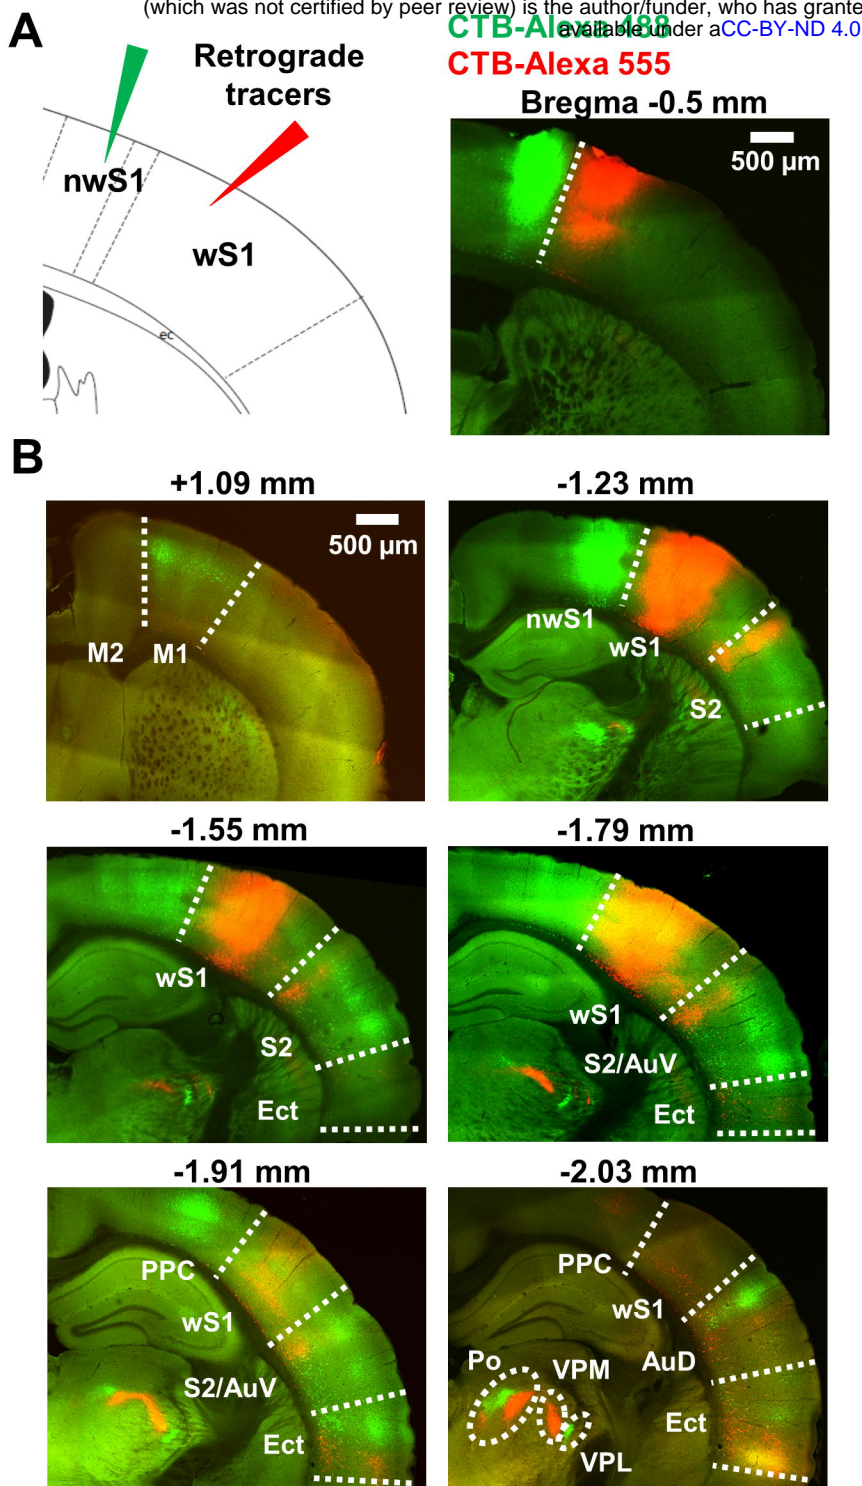 (which was not certified by peer review) is the author/funder, who has grante
available under aCC-BY-ND 4.0
A
CTB-Alexa 488
CTB-Alexa 555
Retrograde
tracers
nwS1
wS1
ec
Bregma -0.5 mm
500 µm
B
+1.09 mm
500 µm
M2
M1
-1.23 mm
nwS1
wS1
S2
-1.55 mm
wS1
S2
Ect
-1.79 mm
wS1
S2/AuV
Ect
-1.91 mm
PPC
wS1
S2/AuV
Ect
-2.03 mm
PPC
wS1
Po
VPM
AuD
Ect
VPL